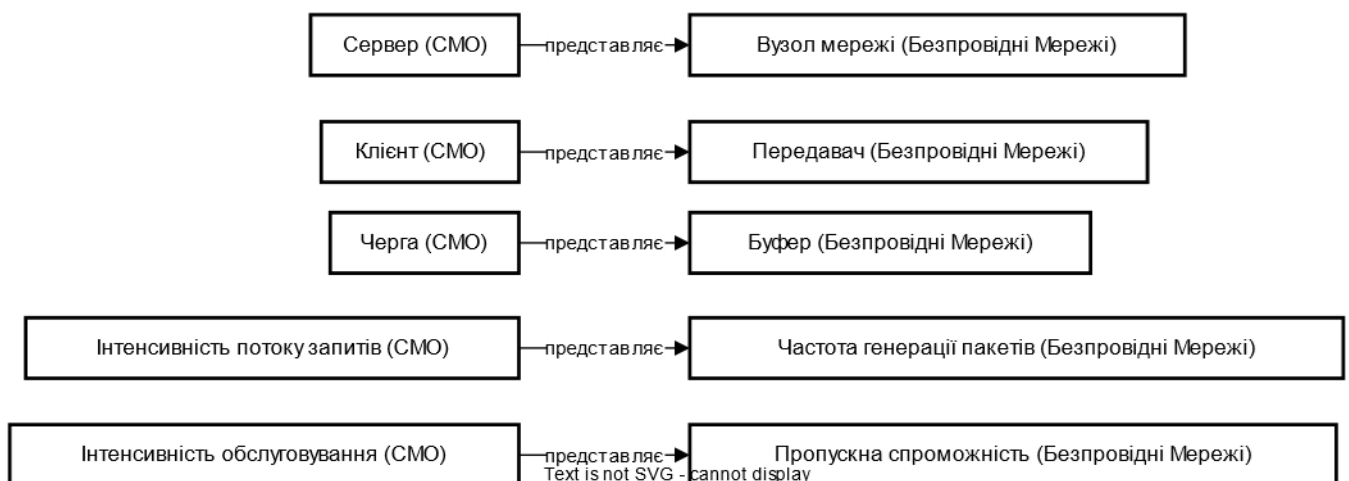 Сервер (СМО) представляє Вузол мережі (Безпровідні Мережі)
Клієнт (СМО) представляє Передавач (Безпровідні Мережі)
Черга (СМО) представляє Буфер (Безпровідні Мережі)
Інтенсивність потоку запитів (СМО) представляє Частота генерації пакетів (Безпровідні Мережі)
Інтенсивність обслуговування (СМО) представляє Пропускна спроможність (Безпровідні Мережі)
Text is not SVG - cannot display